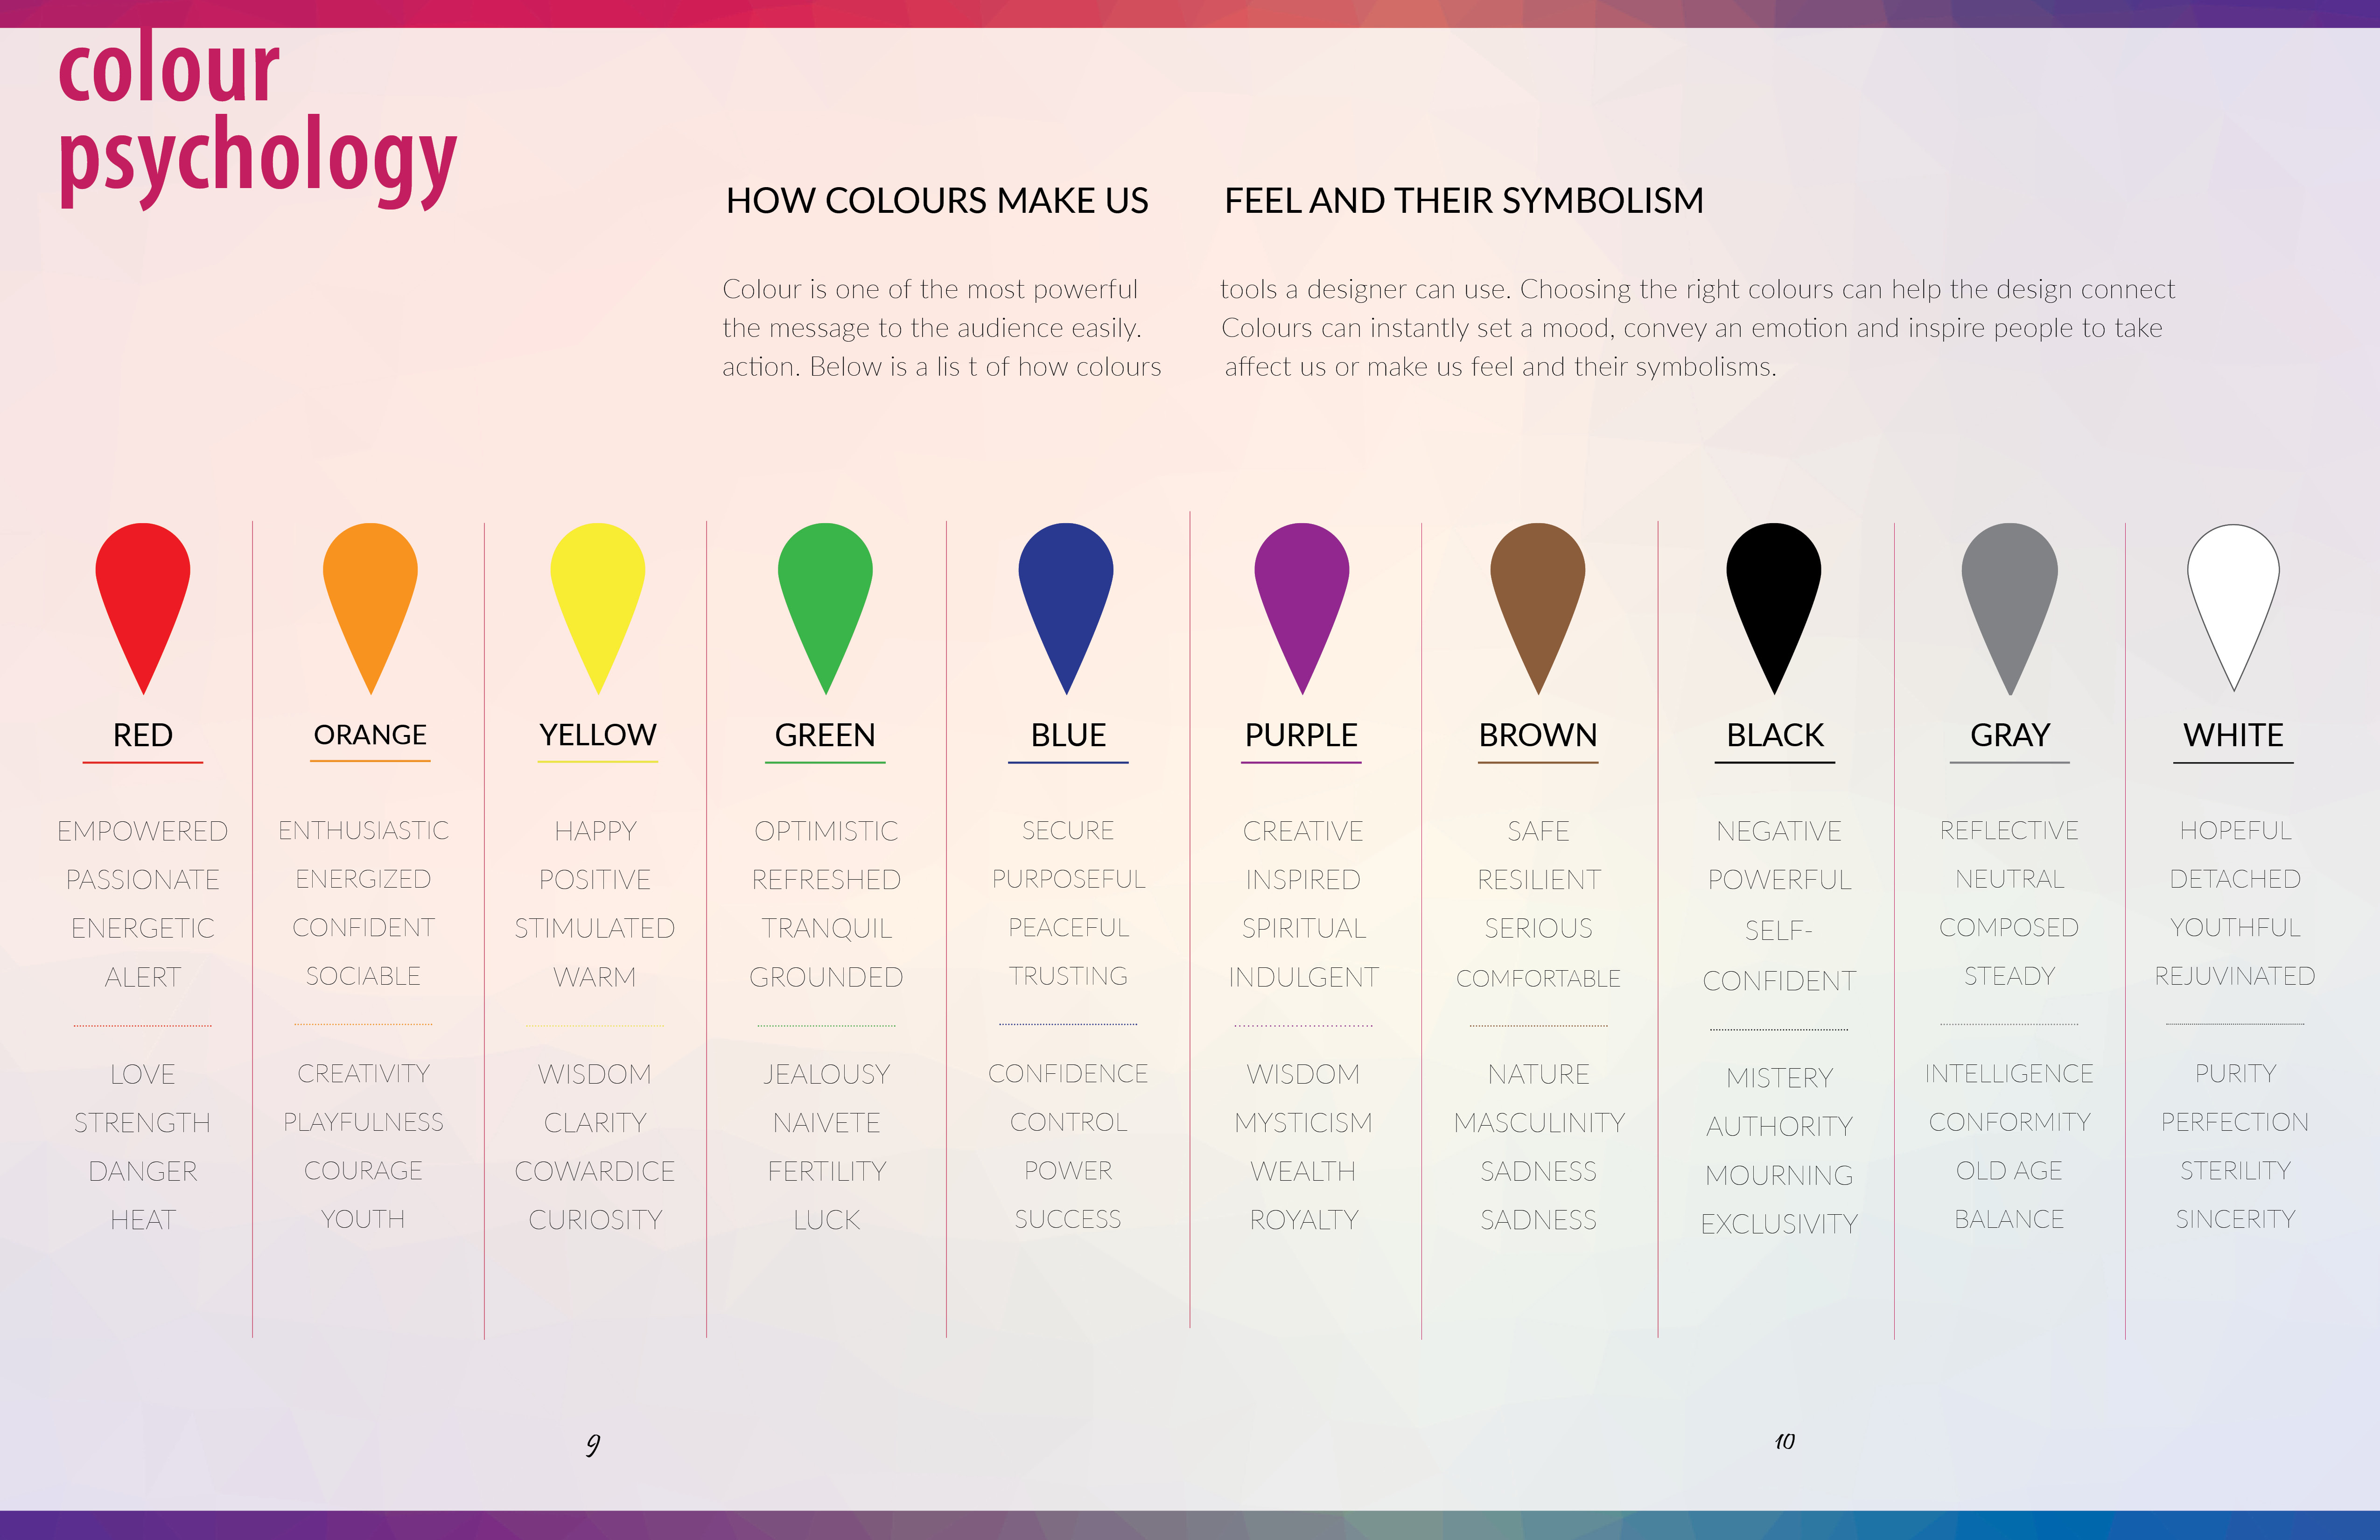 colour
psychology
HOW COLOURS MAKE US FEEL AND THEIR SYMBOLISM
Colour is one of the most powerful tools a designer can use. Choosing the right colours can help the design connect
the message to the audience easily. Colours can instantly set a mood, convey an emotion and inspire people to take
action. Below is a lis t of how colours affect us or make us feel and their symbolisms.
RED
EMPOWERED
PASSIONATE
ENERGETIC
ALERT
LOVE
STRENGTH
DANGER
HEAT
ORANGE
ENTHUSIASTIC
ENERGIZED
CONFIDENT
SOCIABLE
CREATIVITY
PLAYFULNESS
COURAGE
YOUTH
YELLOW
HAPPY
POSITIVE
STIMULATED
WARM
WISDOM
CLARITY
COWARDICE
CURIOSITY
GREEN
OPTIMISTIC
REFRESHED
TRANQUIL
GROUNDED
JEALOUSY
NAIVETE
FERTILITY
LUCK
BLUE
SECURE
PURPOSEFUL
PEACEFUL
TRUSTING
CONFIDENCE
CONTROL
POWER
SUCCESS
PURPLE
CREATIVE
INSPIRED
SPIRITUAL
INDULGENT
WISDOM
MYSTICISM
WEALTH
ROYALTY
BROWN
SAFE
RESILIENT
SERIOUS
COMFORTABLE
NATURE
MASCULINITY
SADNESS
SADNESS
BLACK
NEGATIVE
POWERFUL
SELF-
CONFIDENT
MISTERY
AUTHORITY
MOURNING
EXCLUSIVITY
GRAY
REFLECTIVE
NEUTRAL
COMPOSED
STEADY
INTELLIGENCE
CONFORMITY
OLD AGE
BALANCE
WHITE
HOPEFUL
DETACHED
YOUTHFUL
REJUVINATED
PURITY
PERFECTION
STERILITY
SINCERITY
9
10